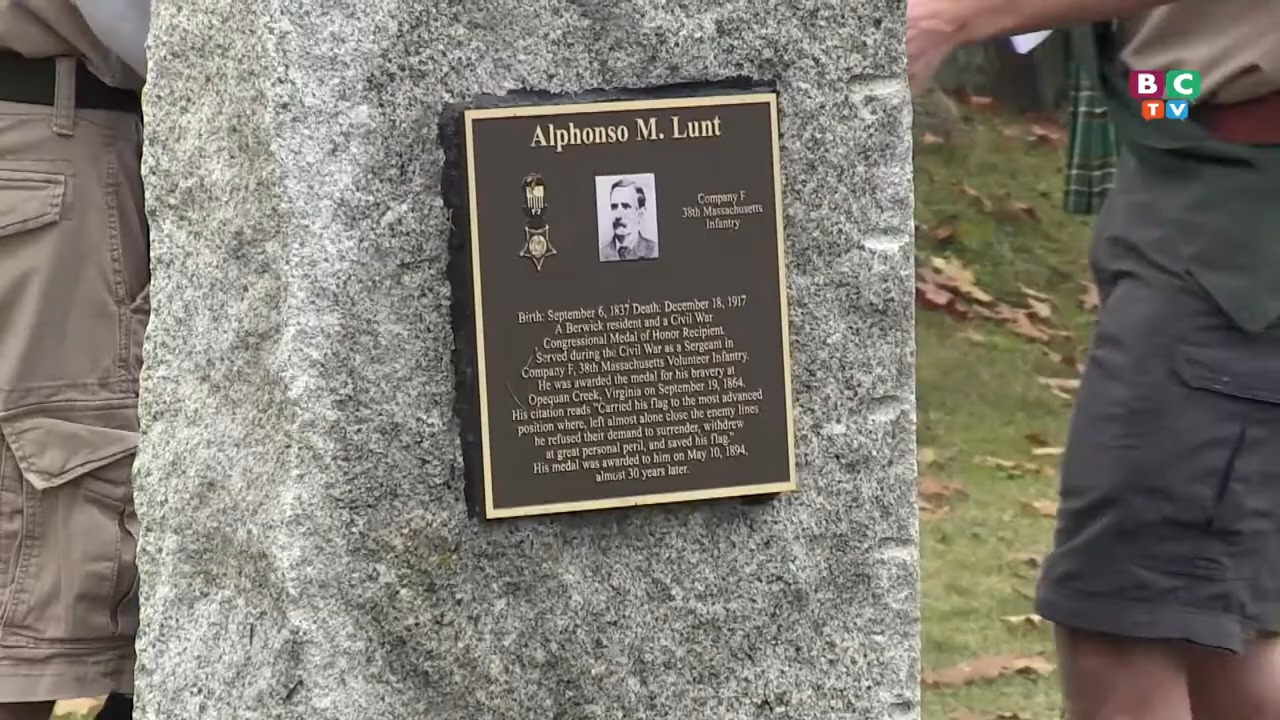 BC
TV
Alphonso M. Lunt
Company F
38th Massachusetts
Infantry
Birth: September 6, 1837 Death: December 18, 1917
A Berwick resident and a Civil War
Congressional Medal of Honor Recipient.
Served during the Civil War as a Sergeant in
Company F, 38th Massachusetts Volunteer Infantry.
He was awarded the medal for his bravery at
Opequan Creek, Virginia on September 19, 1864.
His citation reads "Carried his flag to the most advanced
position where, left almost alone close the enemy lines
he refused their demand to surrender, withdrew
at great personal peril, and saved his flag."
His medal was awarded to him on May 10, 1894,
almost 30 years later.